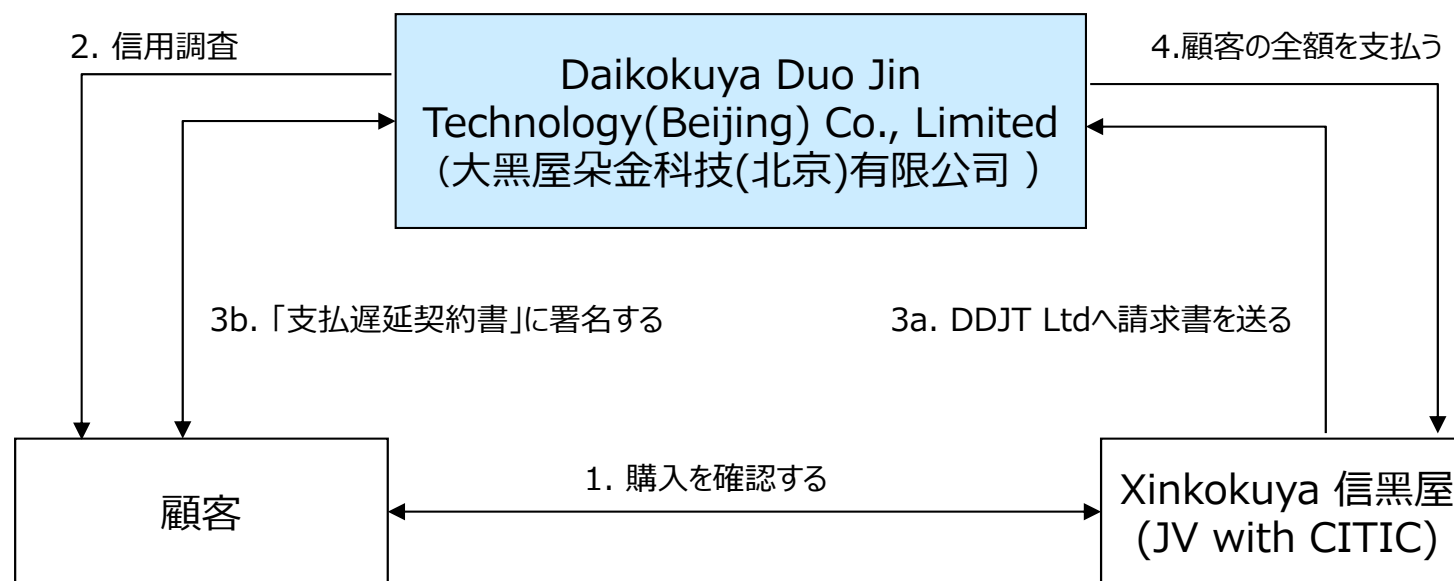 2. 信用調査
4.顧客の全額を支払う
Daikokuya Duo Jin
Technology(Beijing) Co., Limited
(大黑屋朵金科技(北京)有限公司 )
3b.「支払遅延契約書」に署名する
3a. DDJT Ltdへ請求書を送る
1. 購入を確認する
顧客
Xinkokuya 信黑屋
(JV with CITIC)